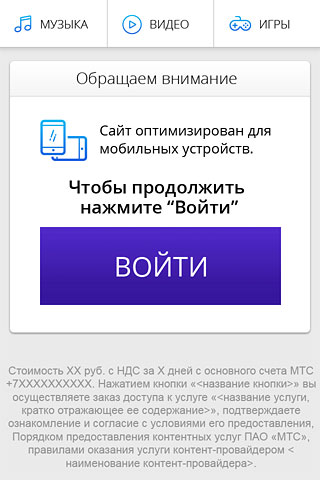 МУЗЫКА ВИДЕО ИГРЫ
Обращаем внимание
Сайт оптимизирован для
мобильных устройств.
Чтобы продолжить
нажмите “Войти”
ВОЙТИ
Стоимость XX руб. с НДС за X дней с основного счета МТС
+7XXXXXXXXXX. Нажатием кнопки «<название кнопки>» вы
осуществляете заказ доступа к услуге «<название услуги,
кратко отражающее ее содержание>», подтверждаете
ознакомление и согласие с условиями его предоставления,
Порядком предоставления контентных услуг ПАО «МТС»,
правилами оказания услуги контент-провайдером <
наименование контент-провайдера>.